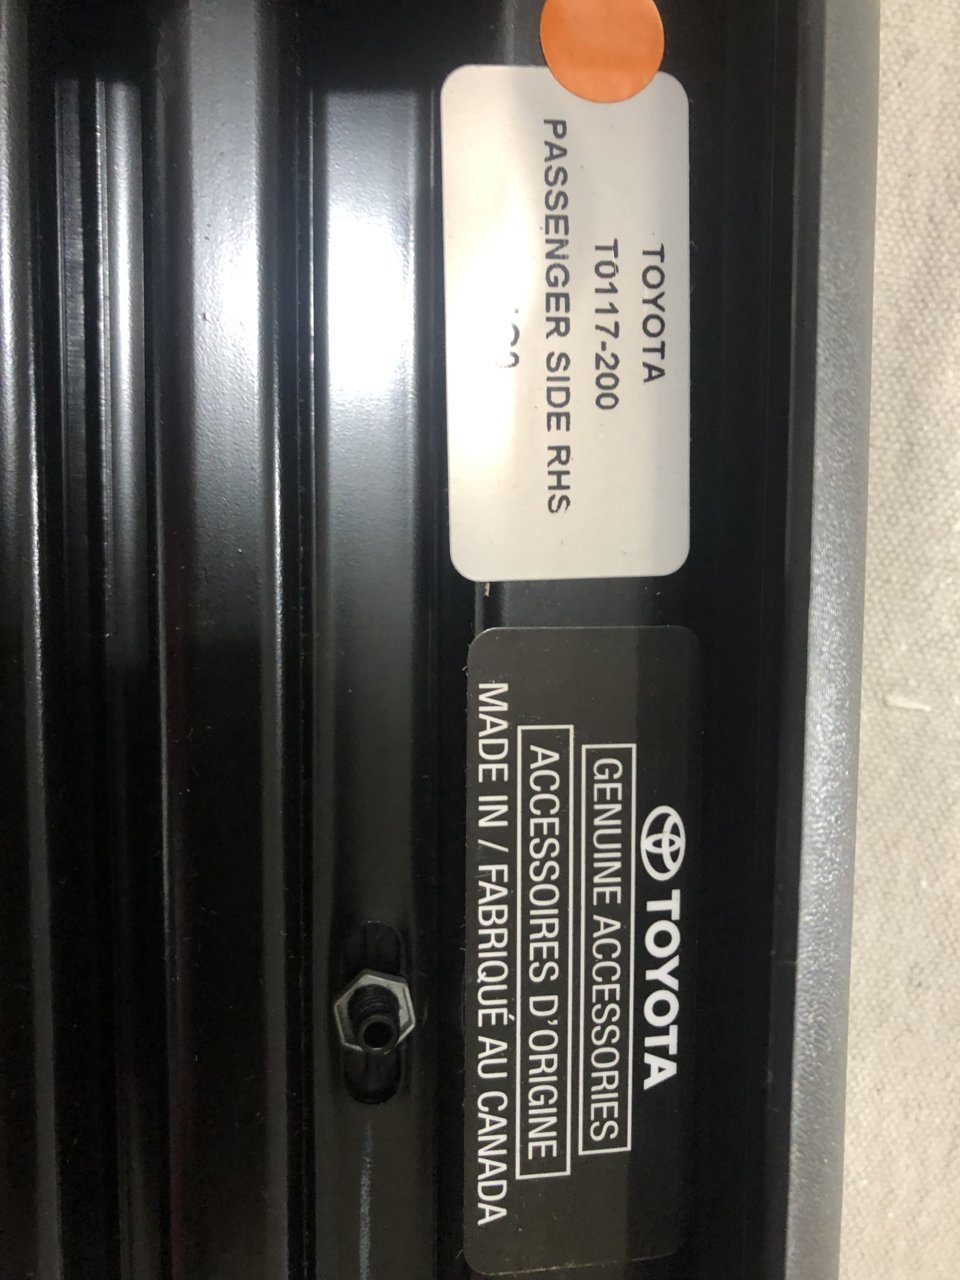 TOYOTA
T0117-200
PASSENGER SIDE RHS
TOYOTA
GENUINE ACCESSORIES
ACCESSOIRES D'ORIGINE
MADE IN / FABRIQUÉ AU CANADA